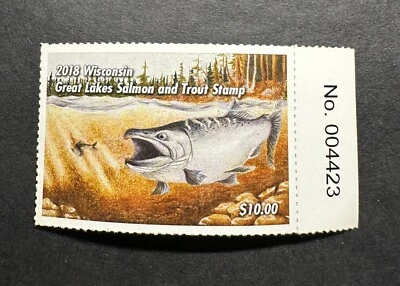 2018 Wisconsin
Great Lakes Salmon and Trout Stamp
$10.00
No. 004423